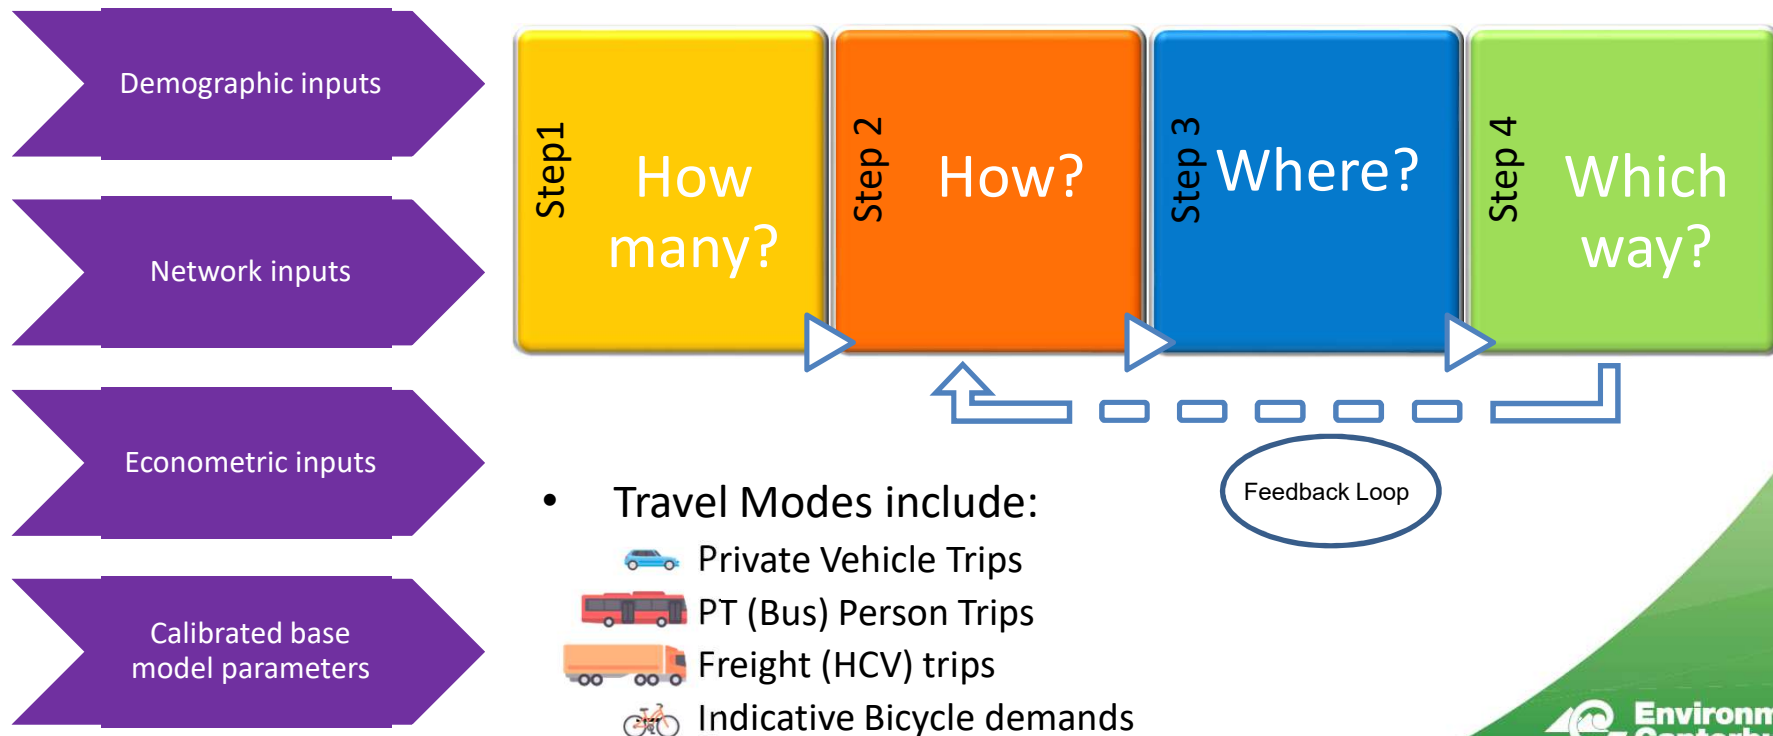 Demographic inputs
Network inputs
Econometric inputs
Calibrated base
model parameters
Step1
How
many?
Step 2
How?
Step 3
Where?
Step 4
Which
way?
Feedback Loop
• Travel Modes include:
Private Vehicle Trips
PT (Bus) Person Trips
Freight (HCV) trips
Indicative Bicycle demands